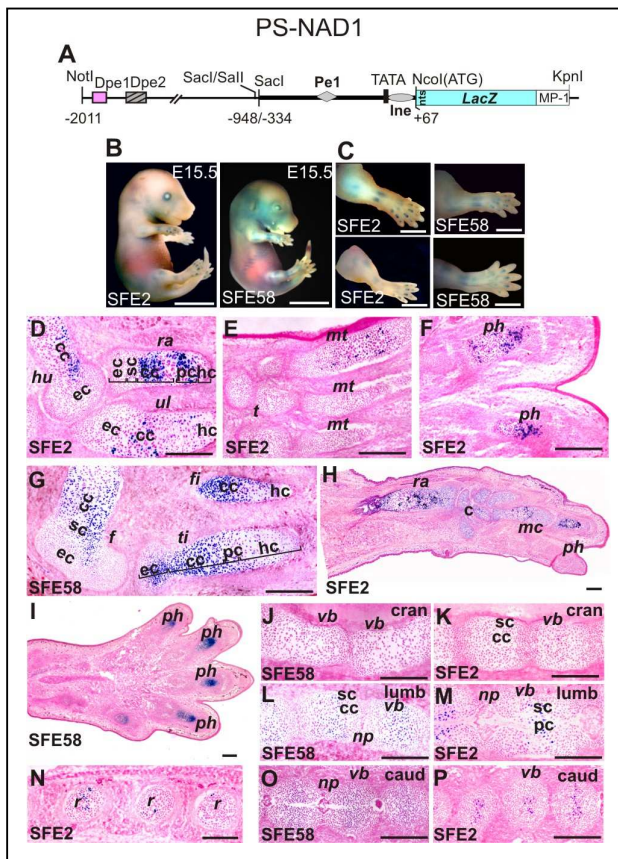 PS-NAD1
A
NotI Dpe1 Dpe2 SacI/SalI SacI Pe1 TATA NcoI(ATG) KpnI
nts LacZ MP-1
-2011 -948/-334 Ine +67
B E15.5 E15.5 C
SFE2 SFE58
SFE2 SFE58
SFE2 SFE58
D cc ra ec sc cc pc hc
hu ec ul
ec cc hc
SFE2
E mt
mt
t mt
SFE2
F ph
ph
SFE2
G cc fi cc hc
sc f ti
ec ec cc pc hc
SFE58
H ra c mc
ph
SFE2
I ph ph
ph
ph
SFE58
J vb vb cran
SFE58
K sc vb cran
cc
SFE2
L sc lumb
cc vb
np
SFE58
M np vb lumb
sc
pc
SFE2
N r r r
SFE2
O np vb caud
SFE58
P vb caud
SFE2